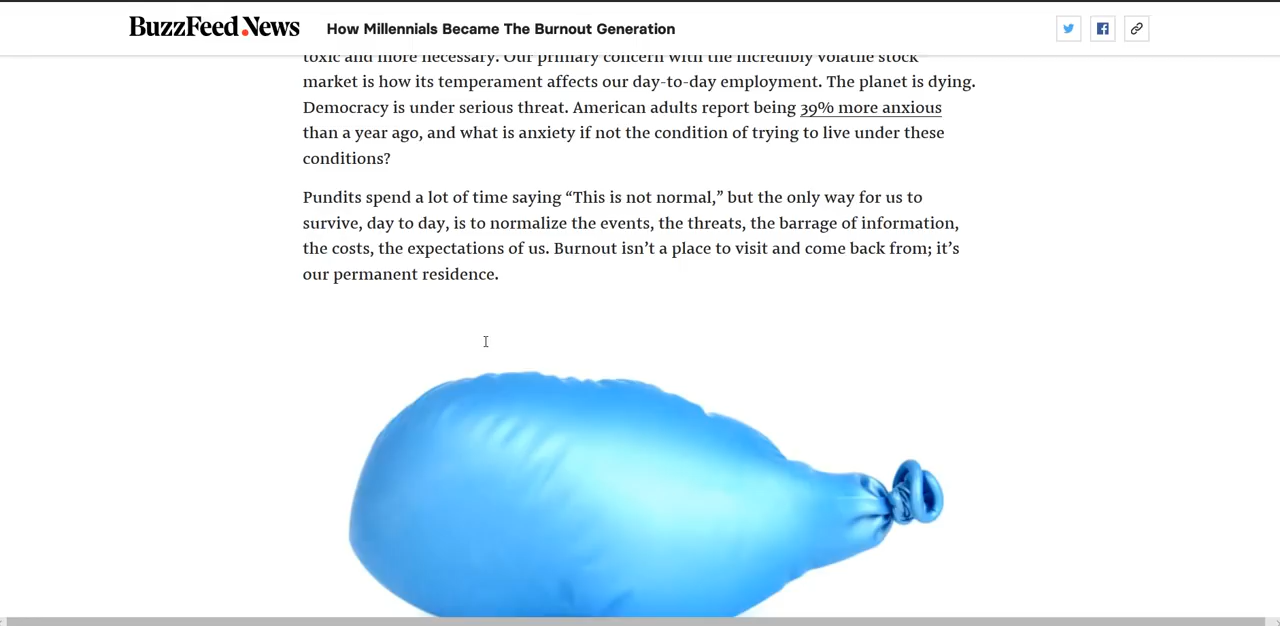 BuzzFeed News How Millennials Became The Burnout Generation
toxic and more necessary. Our primary concern with the incredibly volatile stock
market is how its temperament affects our day-to-day employment. The planet is dying.
Democracy is under serious threat. American adults report being 39% more anxious
than a year ago, and what is anxiety if not the condition of trying to live under these
conditions?
Pundits spend a lot of time saying “This is not normal,” but the only way for us to
survive, day to day, is to normalize the events, the threats, the barrage of information,
the costs, the expectations of us. Burnout isn’t a place to visit and come back from; it’s
our permanent residence.